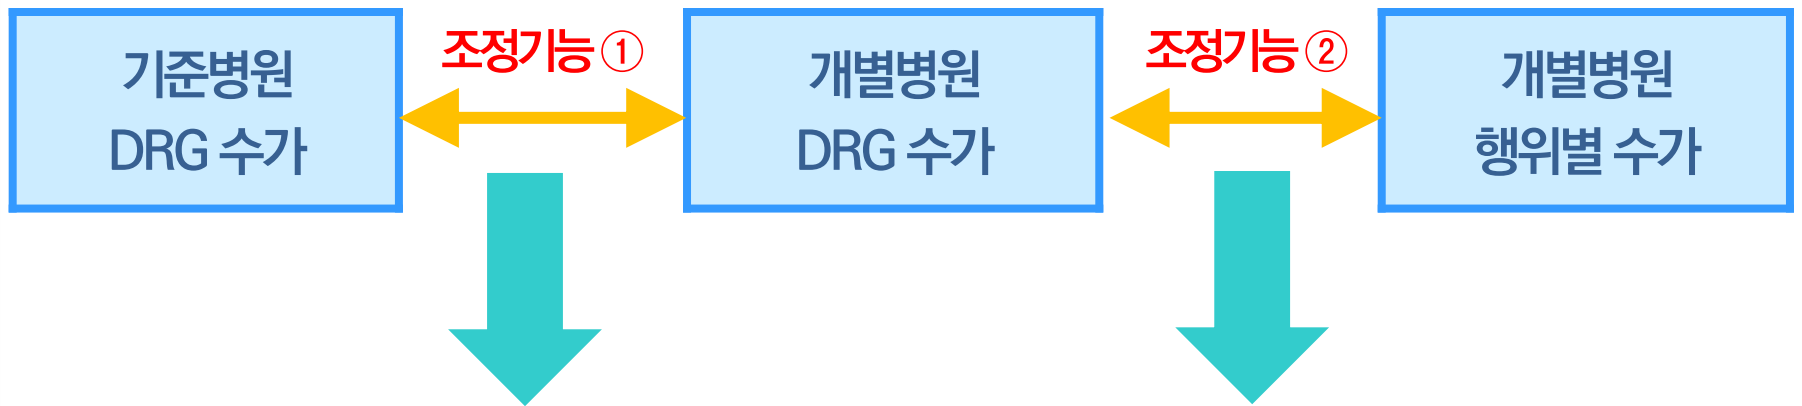 기준병원
DRG 수가
조정기능 ①
개별병원
DRG 수가
조정기능 ②
개별병원
행위별 수가